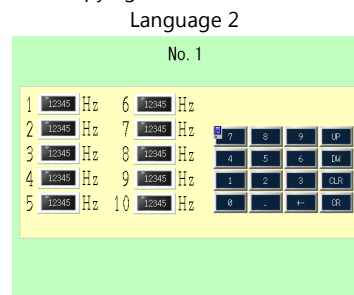 Language 2
No. 1
1 12345 Hz 6 12345 Hz
2 12345 Hz 7 12345 Hz
3 12345 Hz 8 12345 Hz
4 12345 Hz 9 12345 Hz
5 12345 Hz 10 12345 Hz
7 8 9 UP
4 5 6 DW
1 2 3 CLR
0 . +- CR